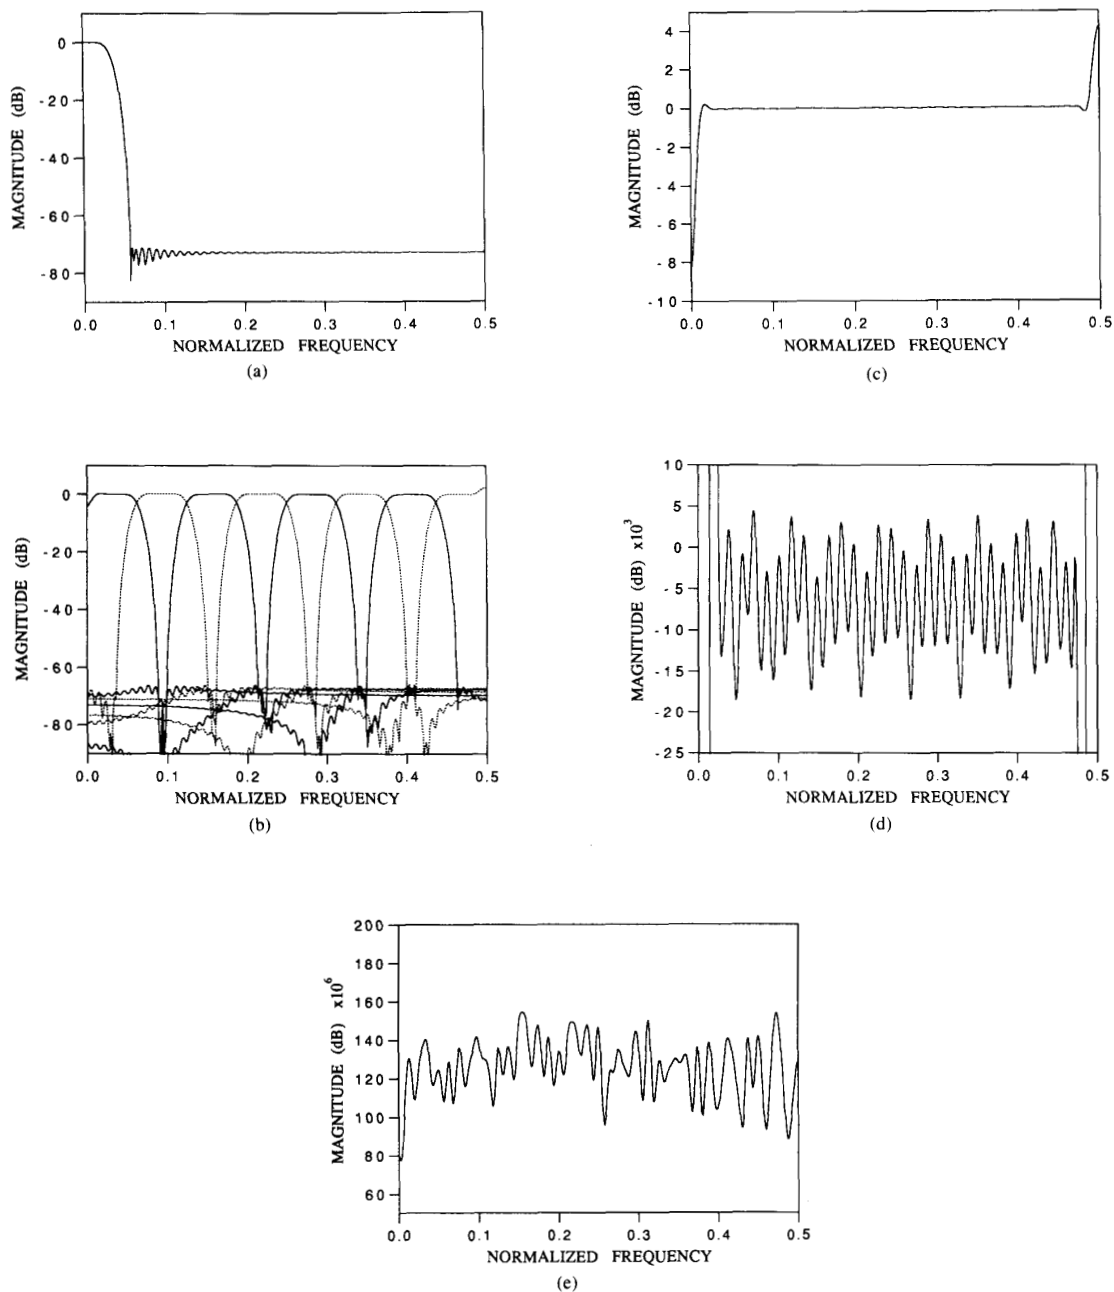 MAGNITUDE (dB)
0
- 20
- 40
- 60
- 80
0.0 0.1 0.2 0.3 0.4 0.5
NORMALIZED FREQUENCY
(a)
MAGNITUDE (dB)
4
2
0
- 2
- 4
- 6
- 8
- 10
0.0 0.1 0.2 0.3 0.4 0.5
NORMALIZED FREQUENCY
(c)
MAGNITUDE (dB)
0
- 20
- 40
- 60
- 80
0.0 0.1 0.2 0.3 0.4 0.5
NORMALIZED FREQUENCY
(b)
MAGNITUDE (dB) x10^3
10
5
0
-5
-10
-15
-20
-25
0.0 0.1 0.2 0.3 0.4 0.5
NORMALIZED FREQUENCY
(d)
MAGNITUDE (dB) x10^6
200
180
160
140
120
100
80
60
0.0 0.1 0.2 0.3 0.4 0.5
NORMALIZED FREQUENCY
(e)